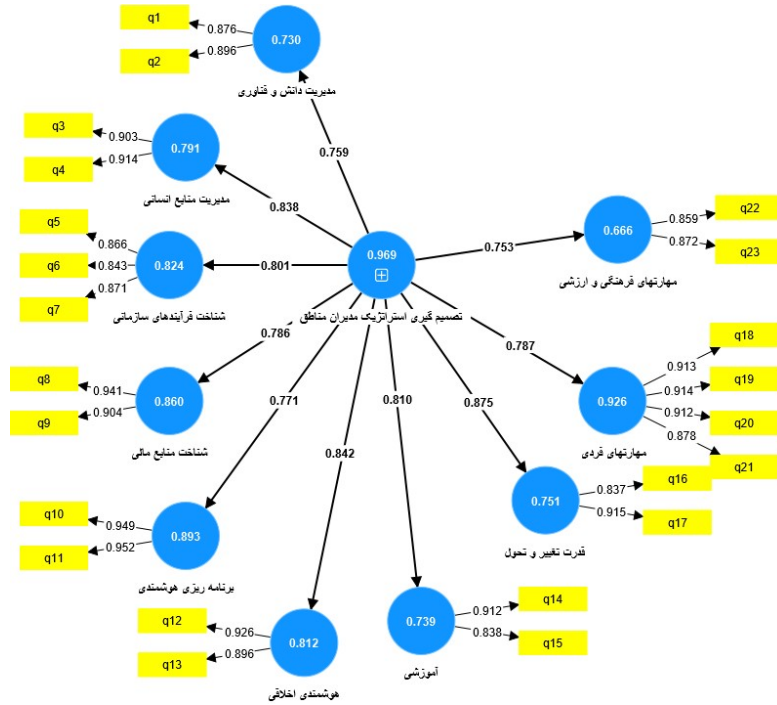 q1
0.876
0.896
q2
0.730
مدیریت دانش و فناوری
0.759
q3
0.903
0.914
q4
0.791
مدیریت منابع انسانی
0.838
q5
0.866
q6
0.843
0.871
q7
0.824
شناخت فرآیندهای سازمانی
0.801
0.969
تصمیم گیری استراتژیک مدیران مناطق
0.753
0.666
مهارتهای فرهنگی و ارزشی
0.859
q22
0.872
q23
q8
0.941
0.904
q9
0.860
شناخت منابع مالی
0.786
0.787
0.926
مهارتهای فردی
q18
0.913
q19
0.914
q20
0.912
0.878
q21
q10
0.949
0.952
q11
0.893
برنامه ریزی هوشمندی
0.771
0.875
0.751
قدرت تغییر و تحول
0.837
q16
0.915
q17
q12
0.926
0.896
q13
0.812
هوشمندی اخلاقی
0.842
0.810
0.739
آموزشی
0.912
q14
0.838
q15